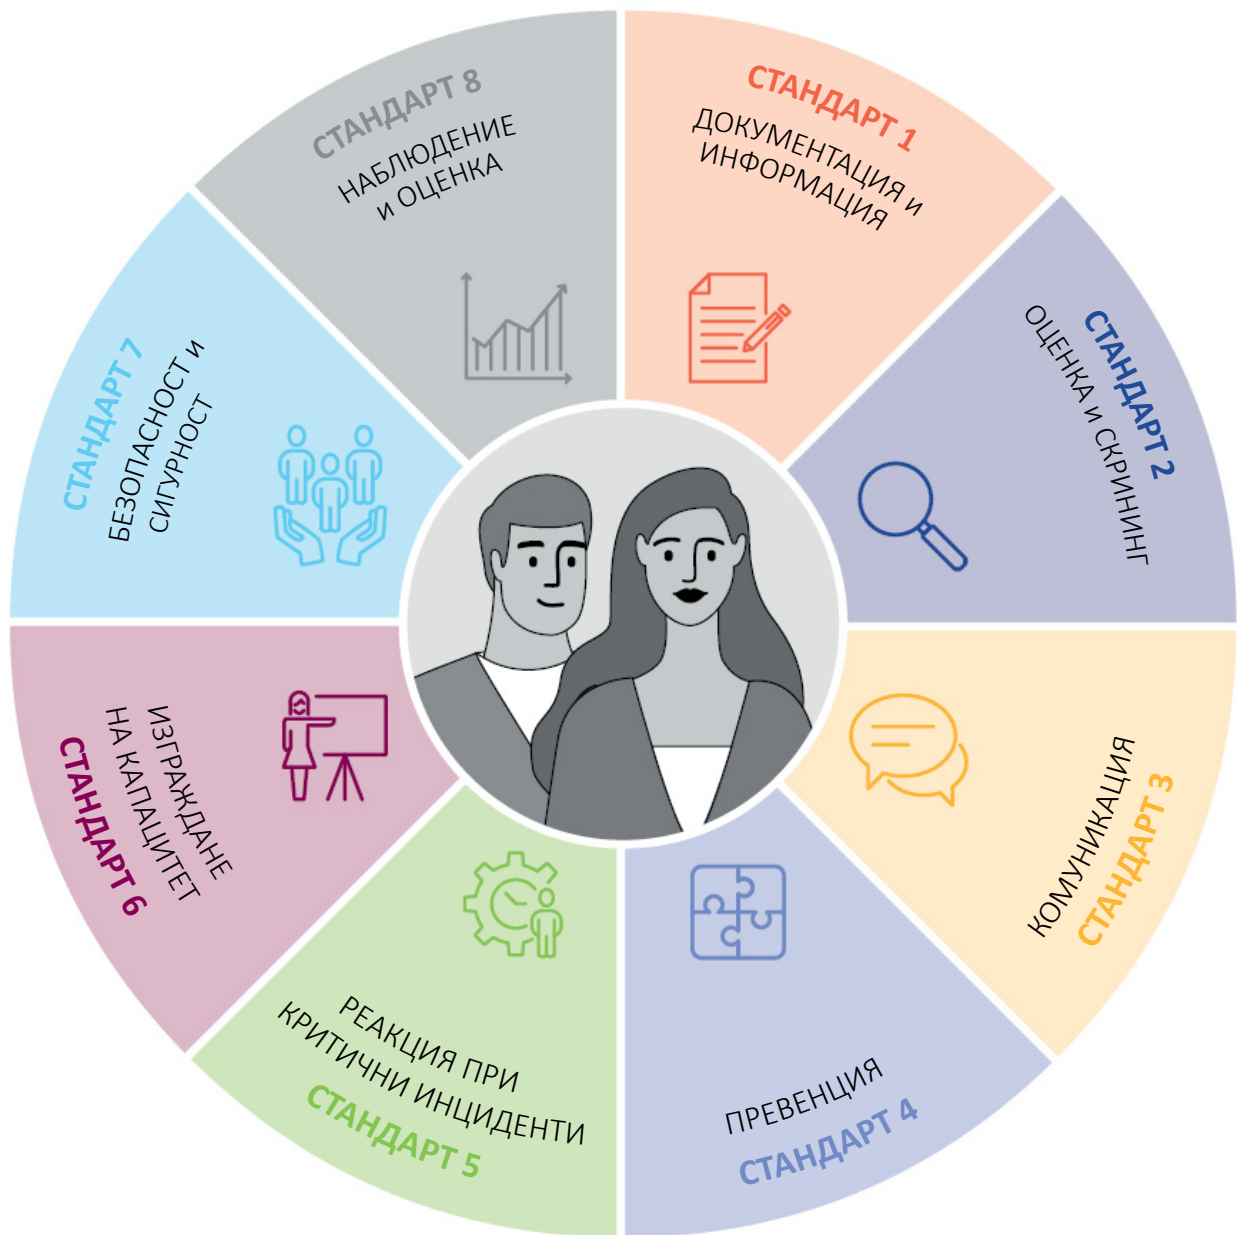 СТАНДАРТ 1
ДОКУМЕНТАЦИЯ и
ИНФОРМАЦИЯ
СТАНДАРТ 2
ОЦЕНКА и СКРИНИНГ
КОМУНИКАЦИЯ
СТАНДАРТ 3
ПРЕВЕНЦИЯ
СТАНДАРТ 4
РЕАКЦИЯ ПРИ
КРИТИЧНИ ИНЦИДЕНТИ
СТАНДАРТ 5
ИЗГРАЖДАНЕ
НА КАПАЦИТЕТ
СТАНДАРТ 6
СТАНДАРТ 7
БЕЗОПАСНОСТ и
СИГУРНОСТ
СТАНДАРТ 8
НАБЛЮДЕНИЕ
и ОЦЕНКА